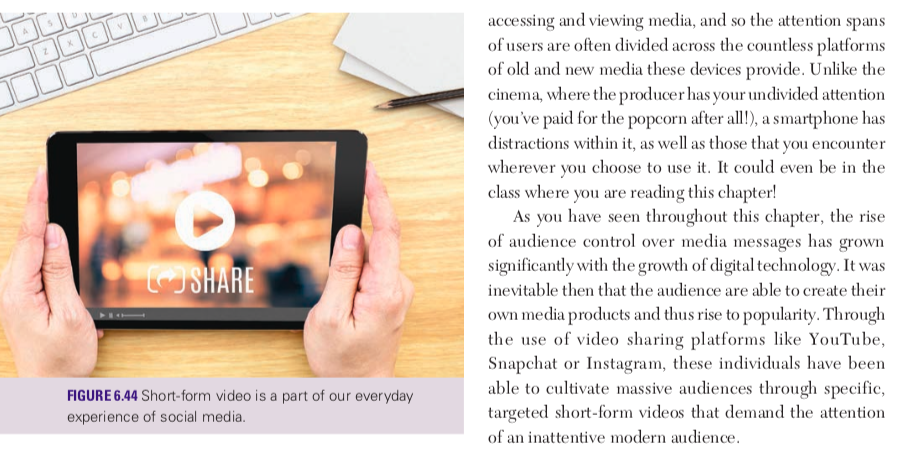 SHARE
FIGURE 6.44 Short-form video is a part of our everyday
experience of social media.
accessing and viewing media, and so the attention spans
of users are often divided across the countless platforms
of old and new media these devices provide. Unlike the
cinema, where the producer has your undivided attention
(you’ve paid for the popcorn after all!), a smartphone has
distractions within it, as well as those that you encounter
wherever you choose to use it. It could even be in the
class where you are reading this chapter!
As you have seen throughout this chapter, the rise
of audience control over media messages has grown
significantly with the growth of digital technology. It was
inevitable then that the audience are able to create their
own media products and thus rise to popularity. Through
the use of video sharing platforms like YouTube,
Snapchat or Instagram, these individuals have been
able to cultivate massive audiences through specific,
targeted short-form videos that demand the attention
of an inattentive modern audience.